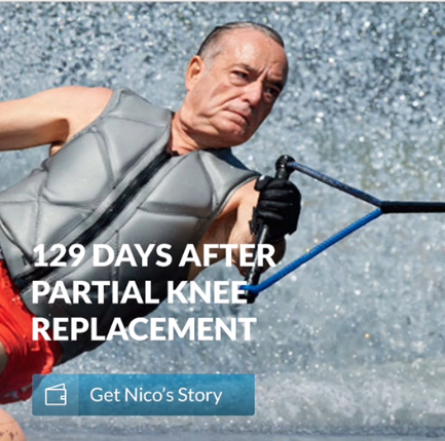 129 DAYS AFTER
PARTIAL KNEE
REPLACEMENT
Get Nico's Story